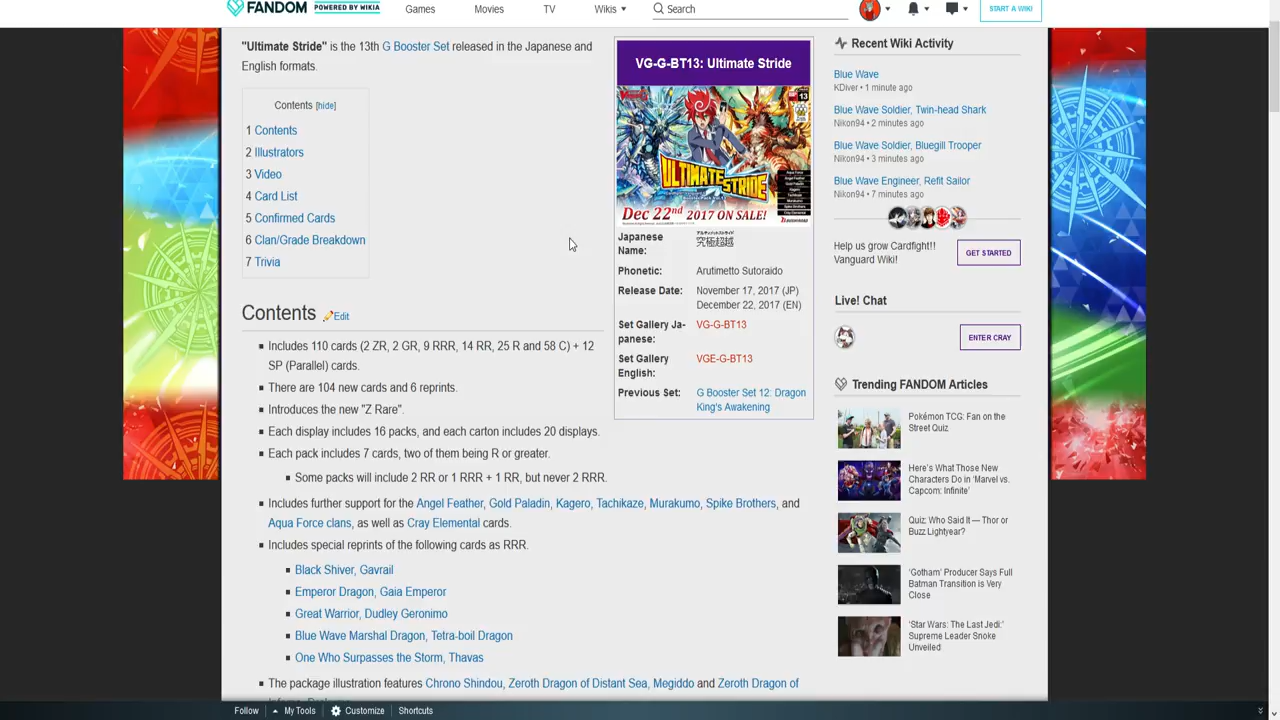 FANDOM POWERED BY WIKIA
Games
Movies
TV
Wikis
Search
START A WIKI
"Ultimate Stride" is the 13th G Booster Set released in the Japanese and
English formats.
Contents [hide]
1 Contents
2 Illustrators
3 Video
4 Card List
5 Confirmed Cards
6 Clan/Grade Breakdown
7 Trivia
Contents Edit
Includes 110 cards (2 ZR, 2 GR, 9 RRR, 14 RR, 25 R and 58 C) + 12
SP (Parallel) cards.
There are 104 new cards and 6 reprints.
Introduces the new "Z Rare".
Each display includes 16 packs, and each carton includes 20 displays.
Each pack includes 7 cards, two of them being R or greater.
Some packs will include 2 RR or 1 RRR + 1 RR, but never 2 RRR.
Includes further support for the Angel Feather, Gold Paladin, Kagero, Tachikaze, Murakumo, Spike Brothers, and
Aqua Force clans, as well as Cray Elemental cards.
Includes special reprints of the following cards as RRR.
Black Shiver, Gavrail
Emperor Dragon, Gaia Emperor
Great Warrior, Dudley Geronimo
Blue Wave Marshal Dragon, Tetra-boil Dragon
One Who Surpasses the Storm, Thavas
The package illustration features Chrono Shindou, Zeroth Dragon of Distant Sea, Megiddo and Zeroth Dragon of
VG-G-BT13: Ultimate Stride
13
ULTIMATE STRIDE
Dec 22nd 2017 ON SALE!
Japanese
Name:
アルティメットストライド
究極超越
Phonetic: Arutimetto Sutoraido
Release Date: November 17, 2017 (JP)
December 22, 2017 (EN)
Set Gallery Ja-
panese:
VG-G-BT13
Set Gallery
English:
VGE-G-BT13
Previous Set: G Booster Set 12: Dragon
King's Awakening
Recent Wiki Activity
Blue Wave
KDiver • 1 minute ago
Blue Wave Soldier, Twin-head Shark
Nikon94 • 2 minutes ago
Blue Wave Soldier, Bluegill Trooper
Nikon94 • 3 minutes ago
Blue Wave Engineer, Refit Sailor
Nikon94 • 7 minutes ago
Help us grow Cardfight!!
Vanguard Wiki!
GET STARTED
Live! Chat
ENTER CRAY
Trending FANDOM Articles
Pokémon TCG: Fan on the
Street Quiz
Here's What Those New
Characters Do in 'Marvel vs.
Capcom: Infinite'
Quiz: Who Said It — Thor or
Buzz Lightyear?
'Gotham' Producer Says Full
Batman Transition is Very
Close
'Star Wars: The Last Jedi:'
Supreme Leader Snoke
Unveiled
Follow
My Tools
Customize
Shortcuts